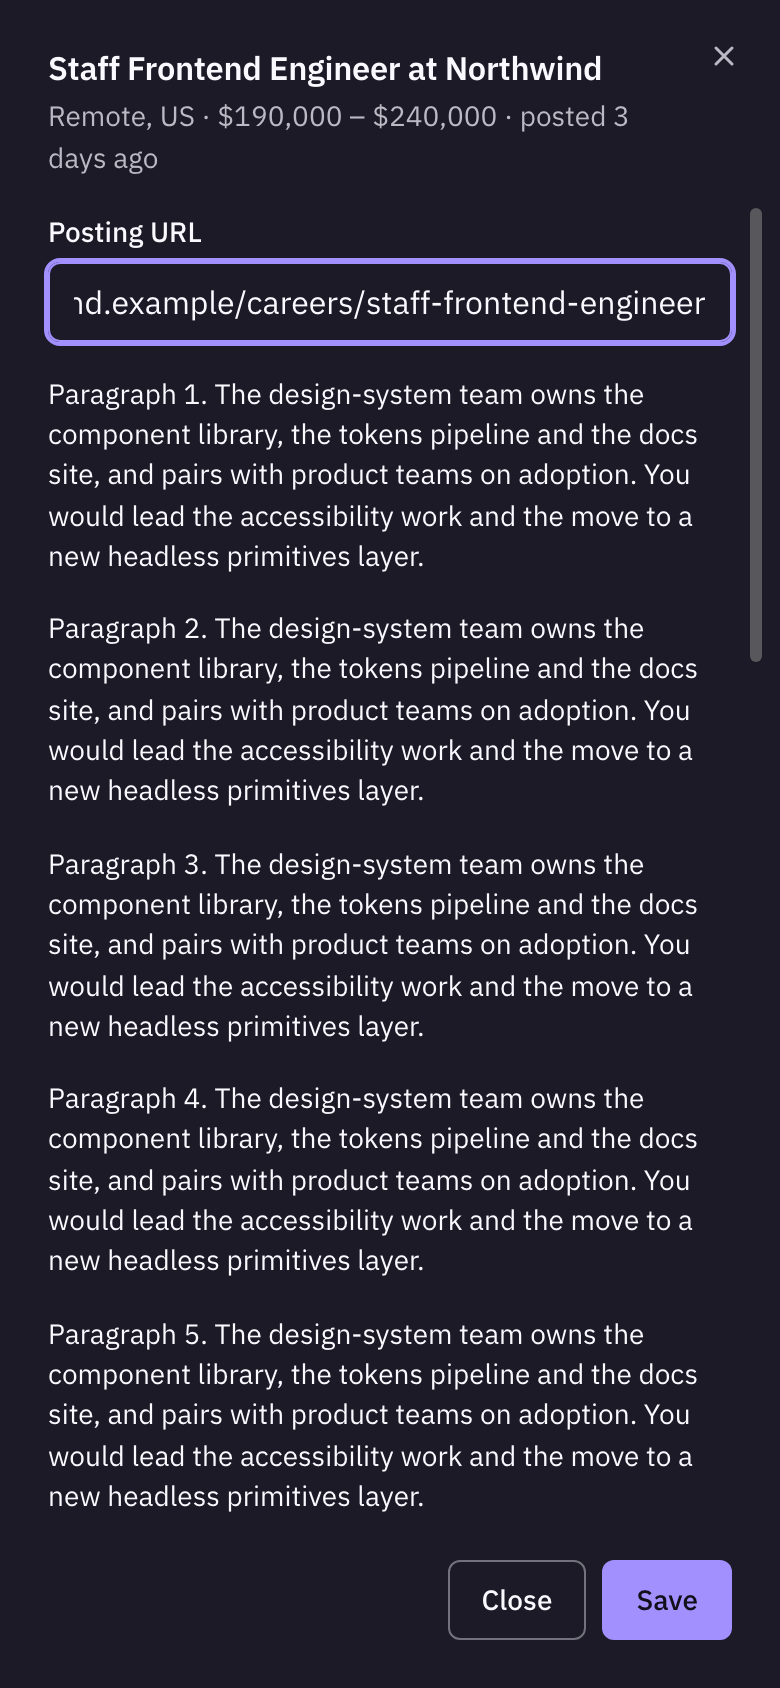 Staff Frontend Engineer at Northwind
Remote, US · $190,000 – $240,000 · posted 3
days ago
Posting URL
d.example/careers/staff-frontend-engineer
Paragraph 1. The design-system team owns the
component library, the tokens pipeline and the docs
site, and pairs with product teams on adoption. You
would lead the accessibility work and the move to a
new headless primitives layer.
Paragraph 2. The design-system team owns the
component library, the tokens pipeline and the docs
site, and pairs with product teams on adoption. You
would lead the accessibility work and the move to a
new headless primitives layer.
Paragraph 3. The design-system team owns the
component library, the tokens pipeline and the docs
site, and pairs with product teams on adoption. You
would lead the accessibility work and the move to a
new headless primitives layer.
Paragraph 4. The design-system team owns the
component library, the tokens pipeline and the docs
site, and pairs with product teams on adoption. You
would lead the accessibility work and the move to a
new headless primitives layer.
Paragraph 5. The design-system team owns the
component library, the tokens pipeline and the docs
site, and pairs with product teams on adoption. You
would lead the accessibility work and the move to a
new headless primitives layer.
Close
Save